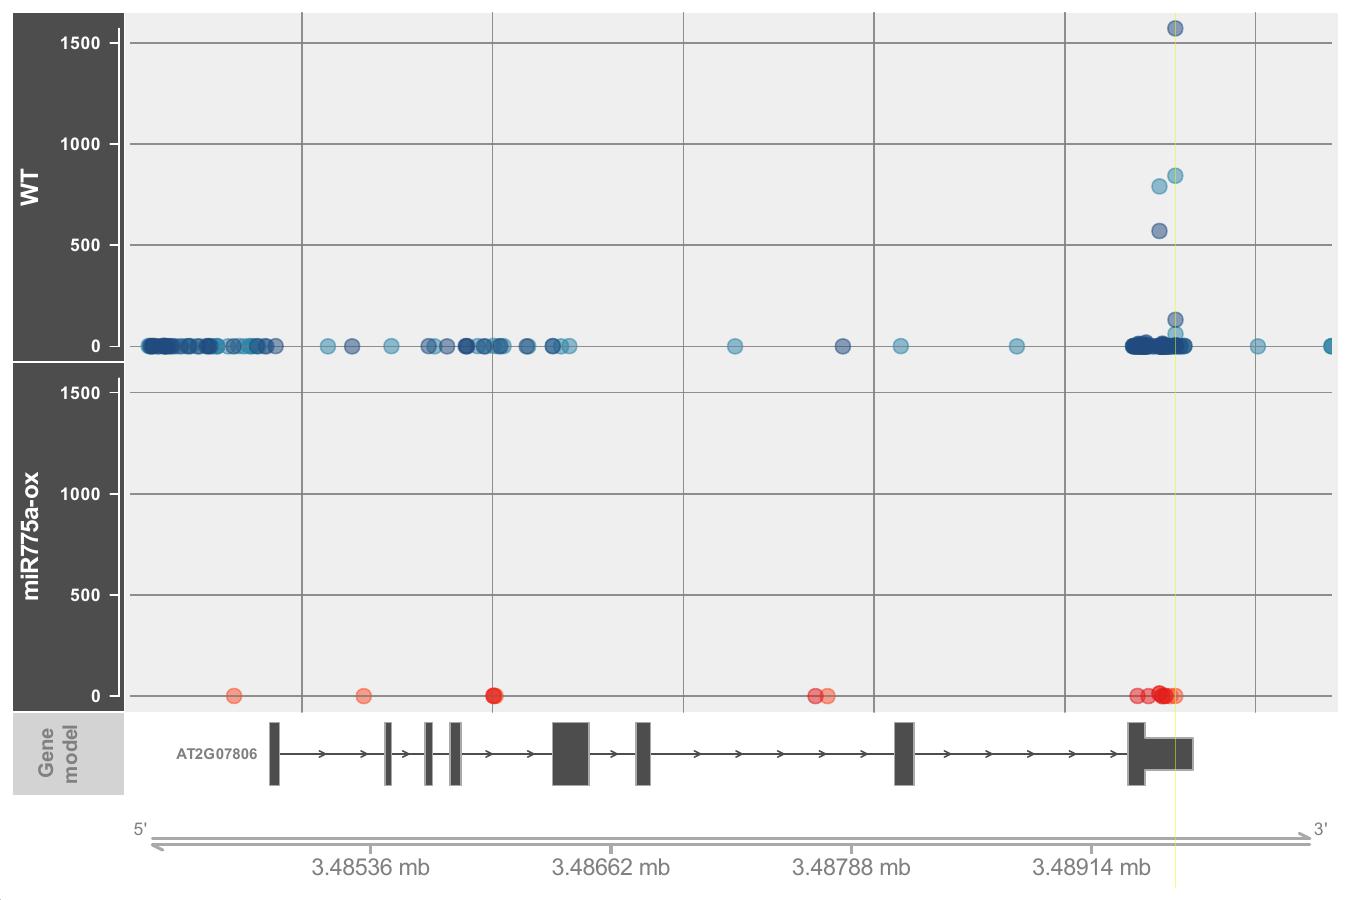 WT
1500
1000
500
0
miR775a-ox
1500
1000
500
0
Gene
model
AT2G07806
5'
3'
3.48536 mb
3.48662 mb
3.48788 mb
3.48914 mb